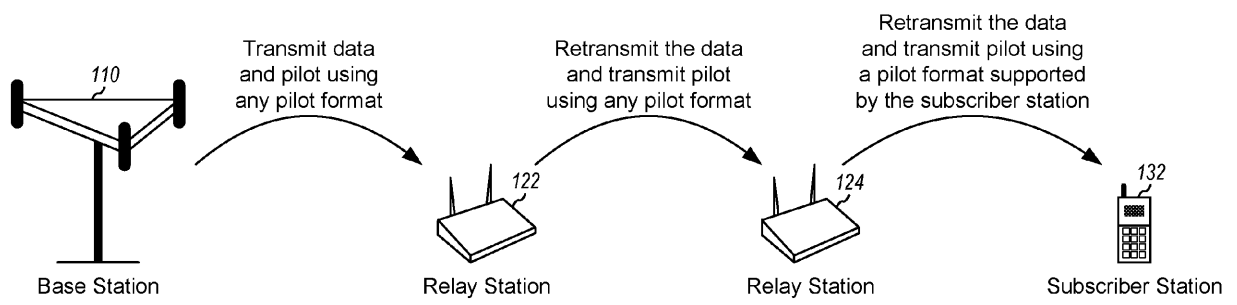 Transmit data
and pilot using
any pilot format
Retransmit the data
and transmit pilot
using any pilot format
Retransmit the data
and transmit pilot using
a pilot format supported
by the subscriber station
110
122
124
132
Base Station
Relay Station
Relay Station
Subscriber Station